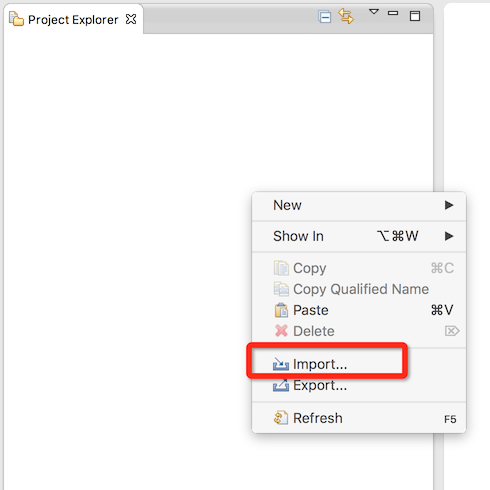 Project Explorer
New
Show In ⌥⌘W
Copy ⌘C
Copy Qualified Name
Paste ⌘V
Delete ⌦
Import...
Export...
Refresh F5